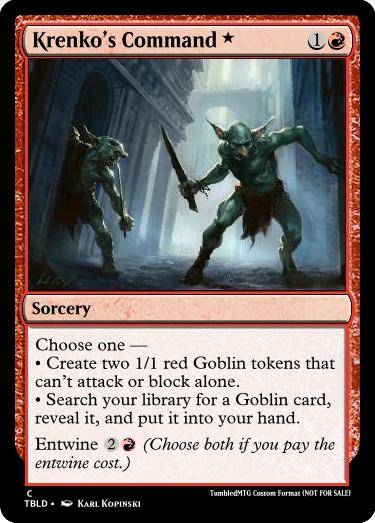 Krenko's Command ★ 1
Sorcery
Choose one —
• Create two 1/1 red Goblin tokens that
can't attack or block alone.
• Search your library for a Goblin card,
reveal it, and put it into your hand.
Entwine 2 (Choose both if you pay the
entwine cost.)
C
TBLD • Karl Kopinski
TumbledMTG Custom Format (NOT FOR SALE)